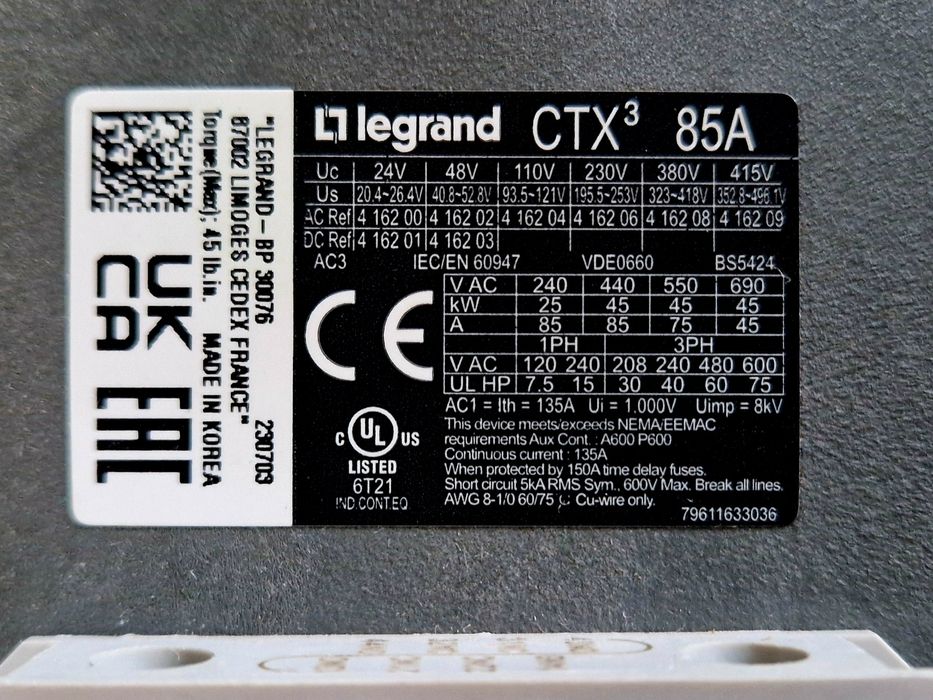 "LEGRAND - BP 30076
87002 LIMOGES CEDEX FRANCE"
230703
Torque(Max); 45 lb.in.
MADE IN KOREA
UK
CA
EAC
legrand CTX³ 85A
Uc 24V 48V 110V 230V 380V 415V
Us 20.4~26.4V 40.8~52.8V 93.5~121V 195.5~253V 323~418V 352.8~496.1V
AC Ref 4 162 00 4 162 02 4 162 04 4 162 06 4 162 08 4 162 09
DC Ref 4 162 01 4 162 03
AC3 IEC/EN 60947 VDE0660 BS5424
V AC 240 440 550 690
kW 25 45 45 45
A 85 85 75 45
1PH 3PH
V AC 120 240 208 240 480 600
UL HP 7.5 15 30 40 60 75
CE
AC1 = Ith = 135A Ui = 1,000V Uimp = 8kV
This device meets/exceeds NEMA/EEMAC
requirements Aux Cont. : A600 P600
Continuous current : 135A
When protected by 150A time delay fuses.
Short circuit 5kA RMS Sym., 600V Max. Break all lines.
AWG 8-1/0 60/75 C Cu-wire only.
79611633036
C UL US
LISTED
6T21
IND.CONT.EQ.